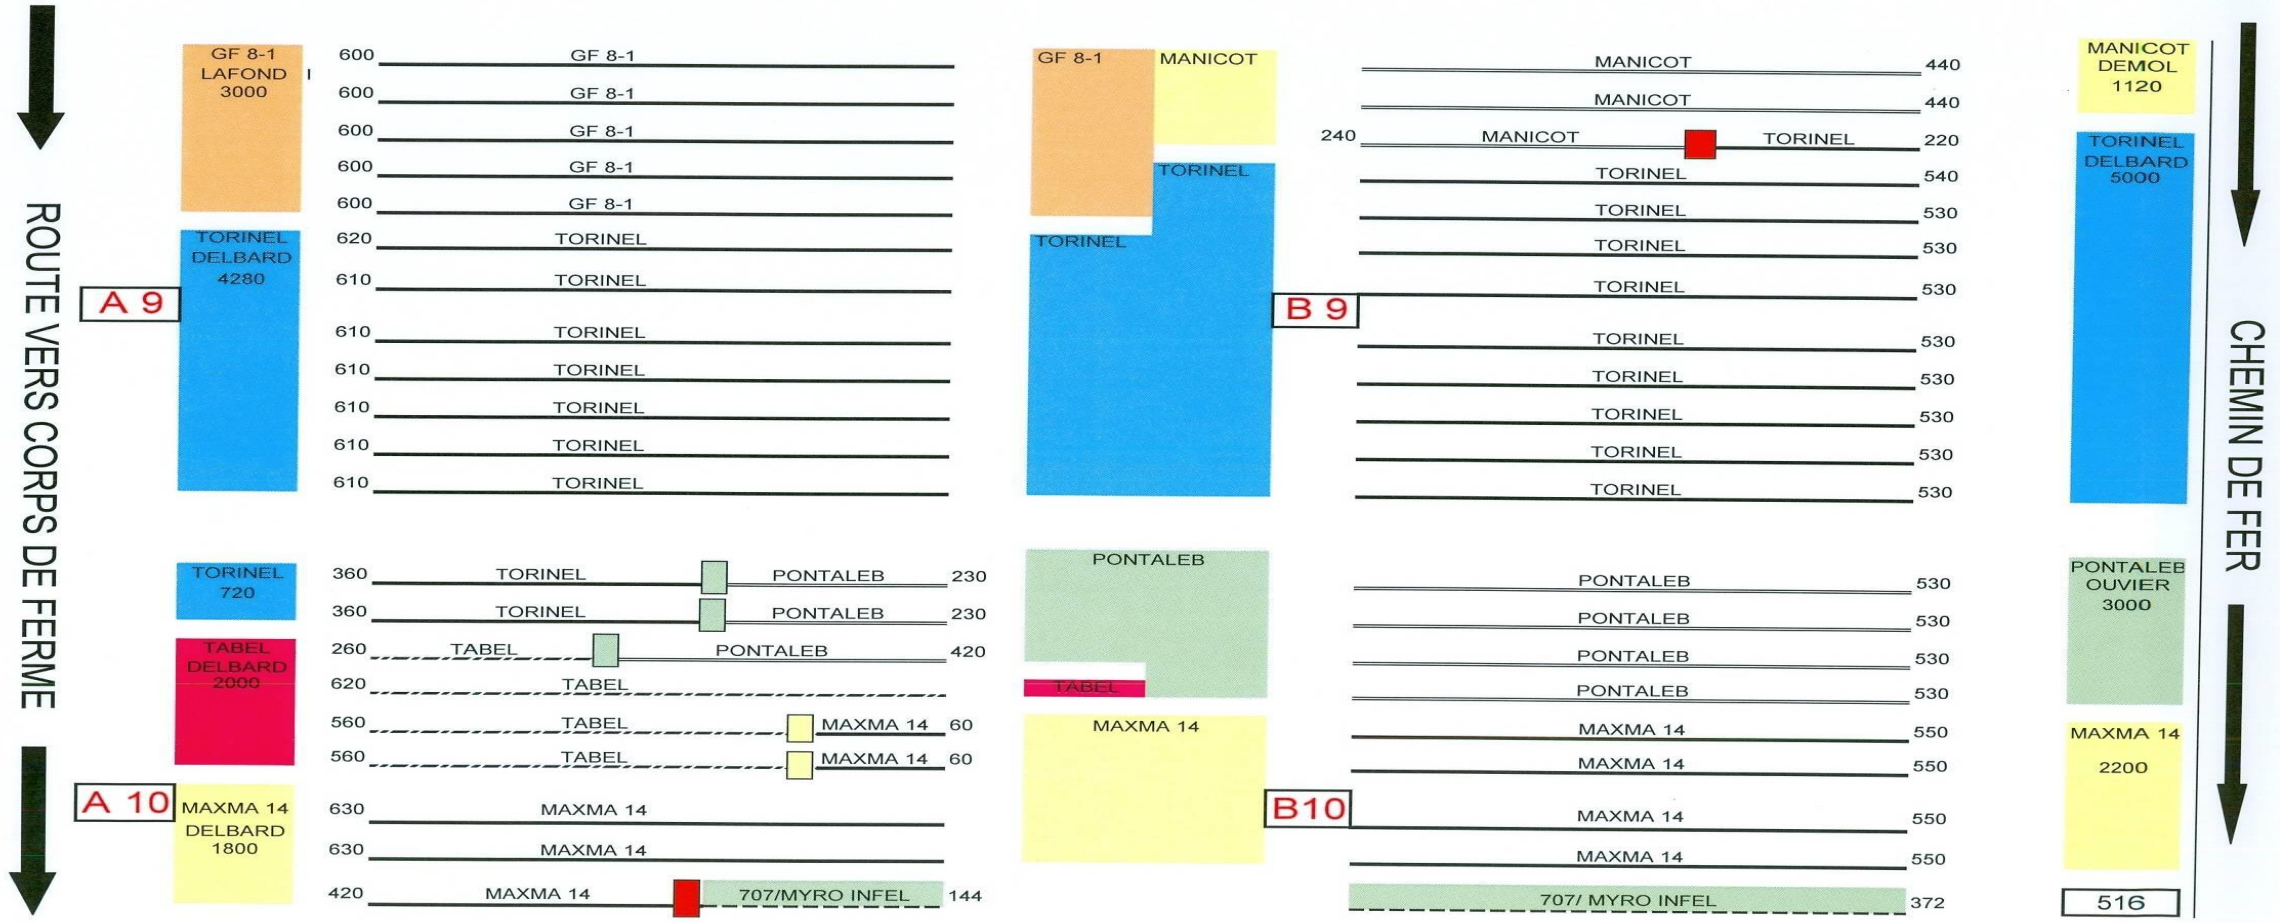 ROUTE VERS CORPS DE FERME
GF 8-1
LAFOND
3000
TORINEL
DELBARD
4280
A 9
TORINEL
720
TABEL
DELBARD
2000
A 10
MAXMA 14
DELBARD
1800
600 GF 8-1
600 GF 8-1
600 GF 8-1
600 GF 8-1
600 GF 8-1
620 TORINEL
610 TORINEL
610 TORINEL
610 TORINEL
610 TORINEL
610 TORINEL
610 TORINEL
360 TORINEL PONTALEB 230
360 TORINEL PONTALEB 230
260 TABEL PONTALEB 420
620 TABEL
560 TABEL MAXMA 14 60
560 TABEL MAXMA 14 60
630 MAXMA 14
630 MAXMA 14
420 MAXMA 14 707/MYRO INFEL 144
GF 8-1 MANICOT
TORINEL
TORINEL
B 9
PONTALEB
TABEL
MAXMA 14
B10
MANICOT 440
MANICOT 440
240 MANICOT TORINEL 220
TORINEL 540
TORINEL 530
TORINEL 530
TORINEL 530
TORINEL 530
TORINEL 530
TORINEL 530
TORINEL 530
TORINEL 530
PONTALEB 530
PONTALEB 530
PONTALEB 530
PONTALEB 530
MAXMA 14 550
MAXMA 14 550
MAXMA 14 550
MAXMA 14 550
707/ MYRO INFEL 372
MANICOT
DEMOL
1120
TORINEL
DELBARD
5000
PONTALEB
OUVIER
3000
MAXMA 14
2200
516
CHEMIN DE FER